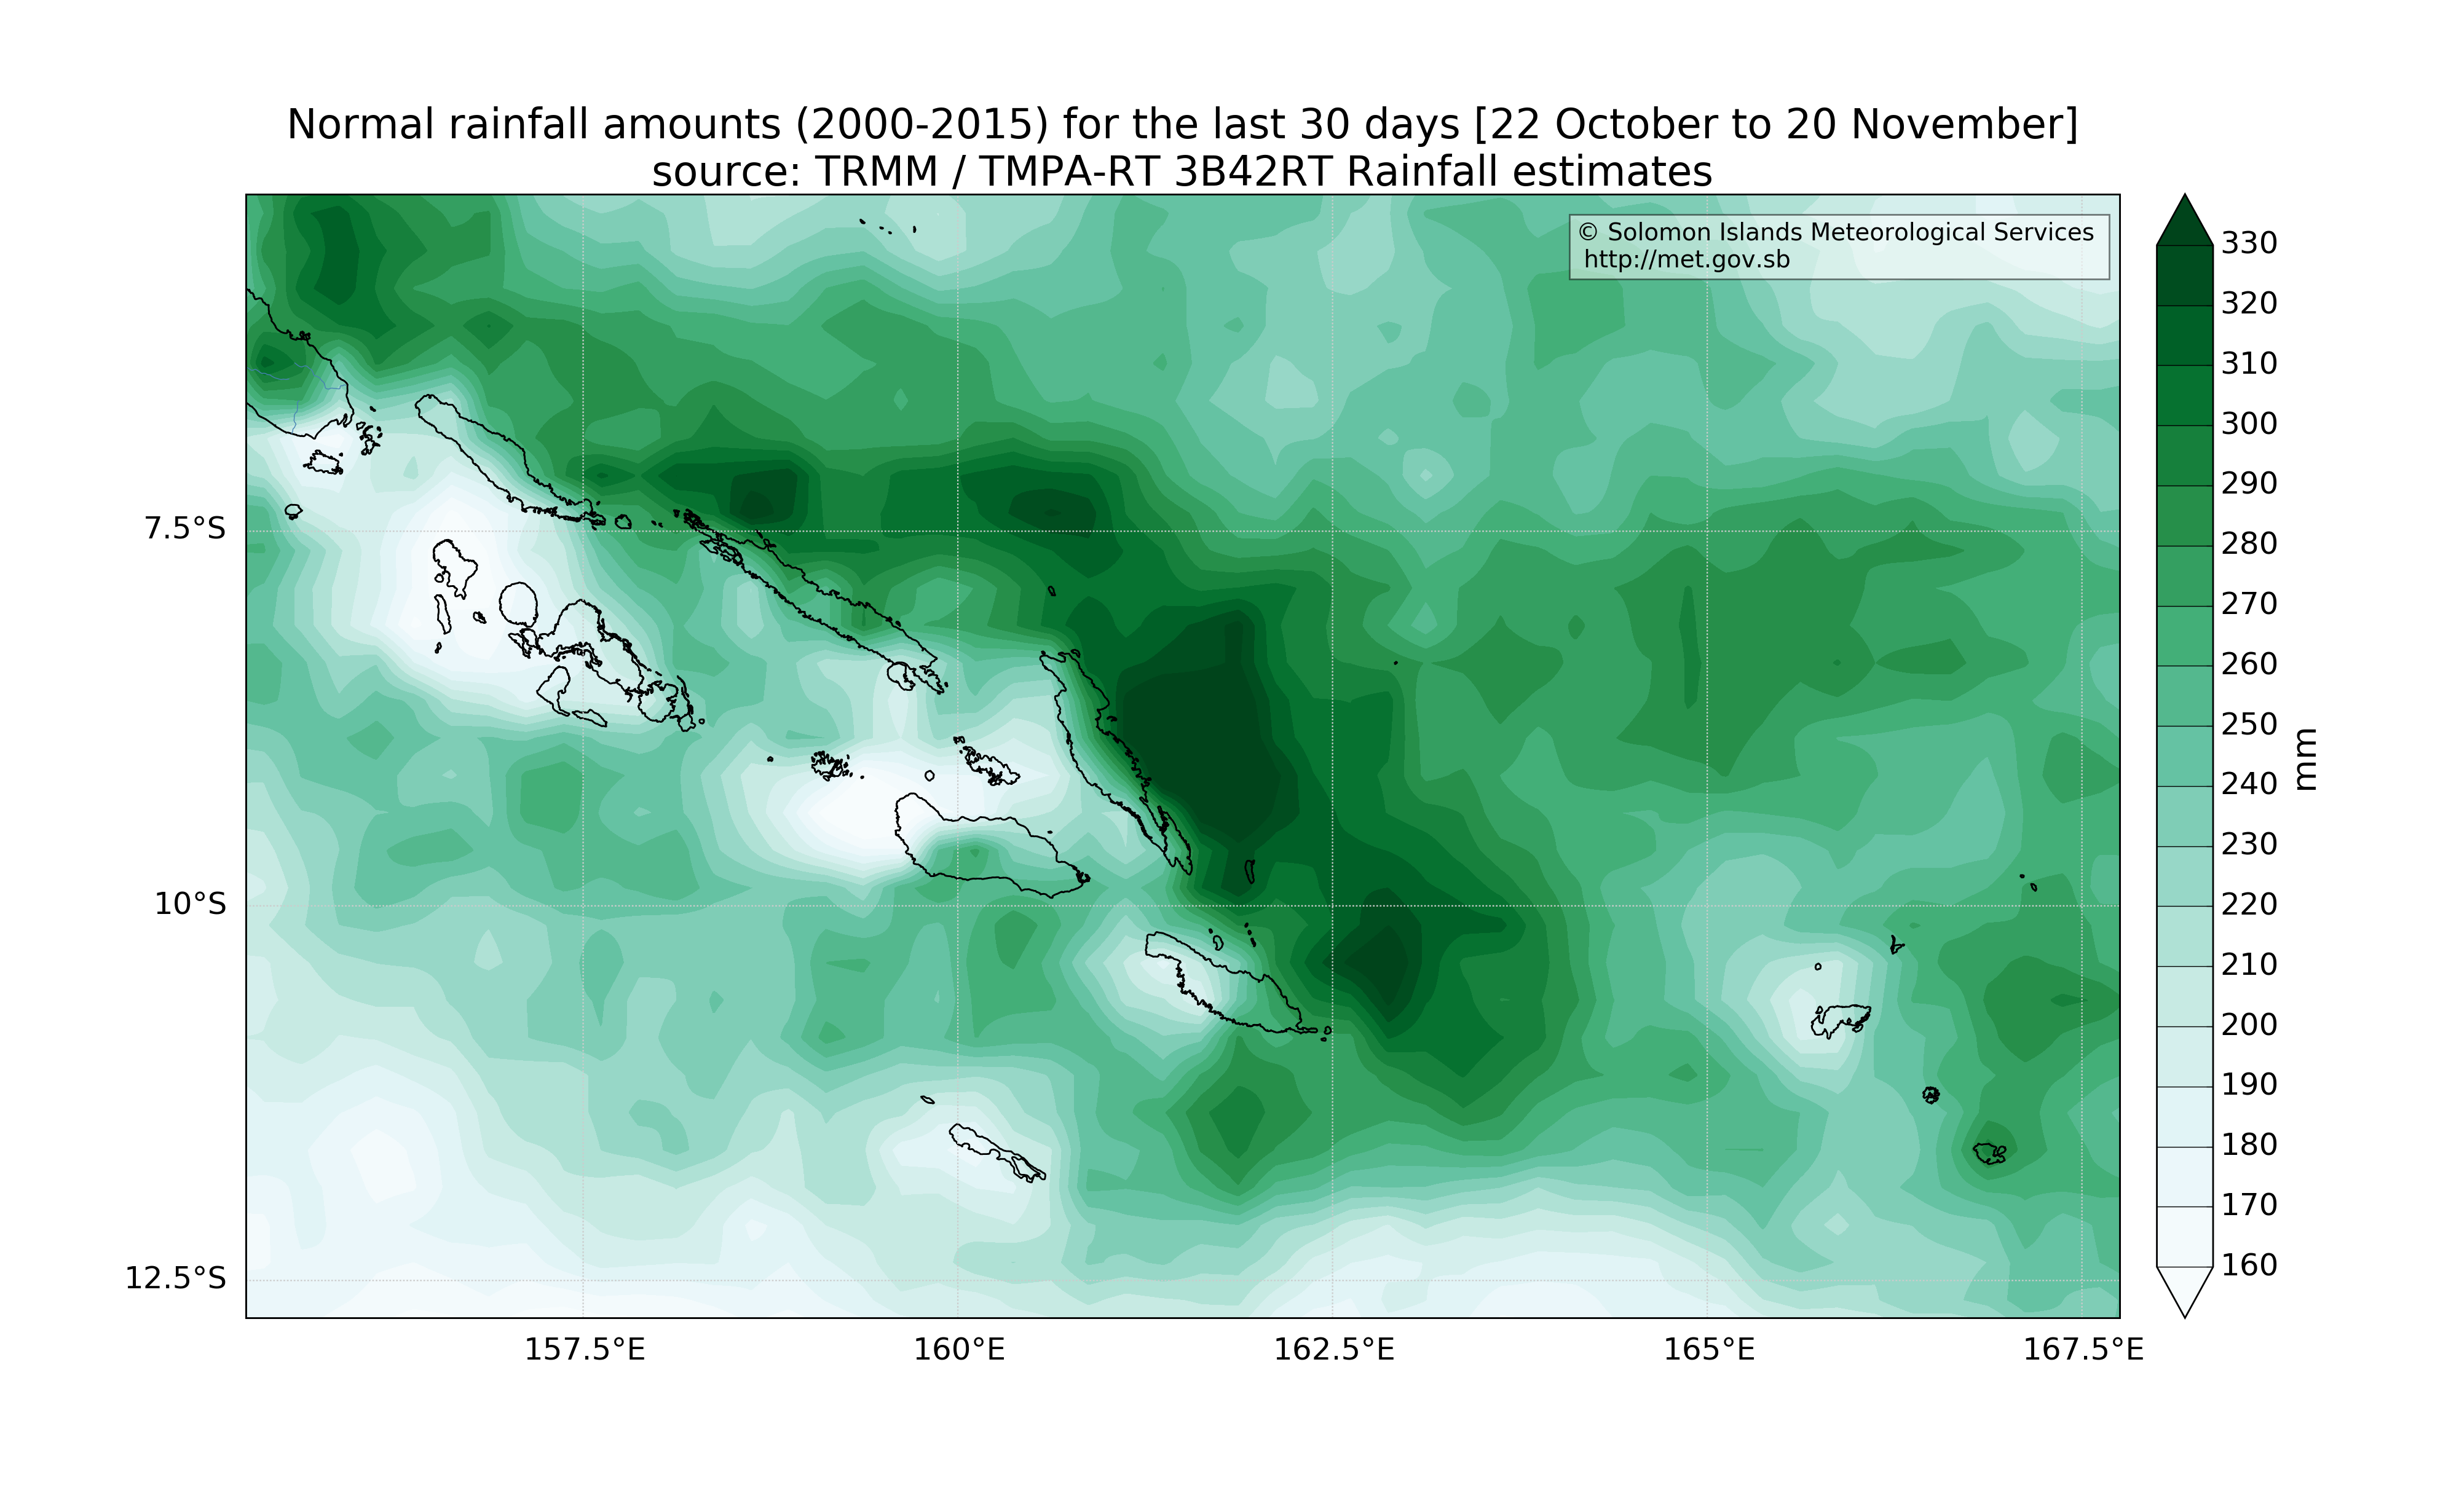 Normal rainfall amounts (2000-2015) for the last 30 days [22 October to 20 November]
source: TRMM / TMPA-RT 3B42RT Rainfall estimates
© Solomon Islands Meteorological Services
http://met.gov.sb
330
320
310
300
290
280
270
260
250
240
230
220
210
200
190
180
170
160
mm
7.5°S
10°S
12.5°S
157.5°E
160°E
162.5°E
165°E
167.5°E